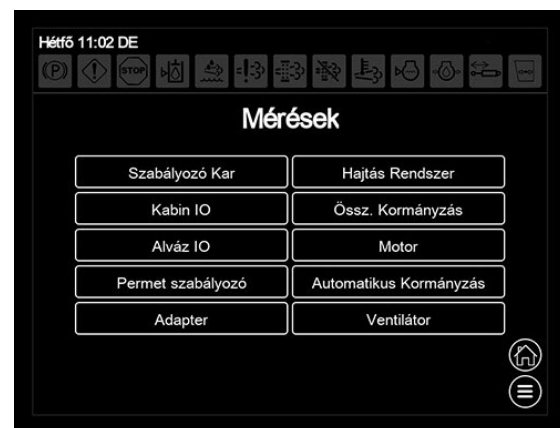 Hétfő 11:02 DE
(P) STOP
Mérések
Szabályozó Kar Hajtás Rendszer
Kabin IO Össz. Kormányzás
Alváz IO Motor
Permet szabályozó Automatikus Kormányzás
Adapter Ventilátor